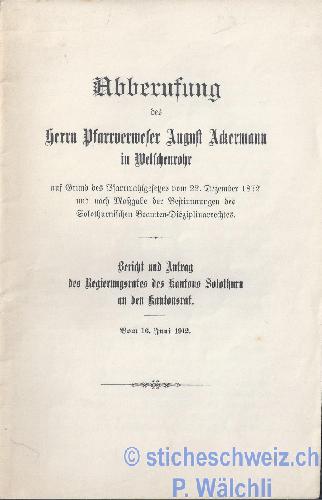 Abberufung
des
Herrn Pfarrverweser August Ackermann
in Welschenrohr
auf Grund des Pfarrwahlgesetzes vom 22. Dezember 1872
und nach Maßgabe der Bestimmungen des
Solothurnischen Beamten-Disziplinarrechtes.
Bericht und Antrag
des Regierungsrates des Kantons Solothurn
an den Kantonsrat.
Vom 16. Juni 1912.
© sticheschweiz.ch
P. Wälchli